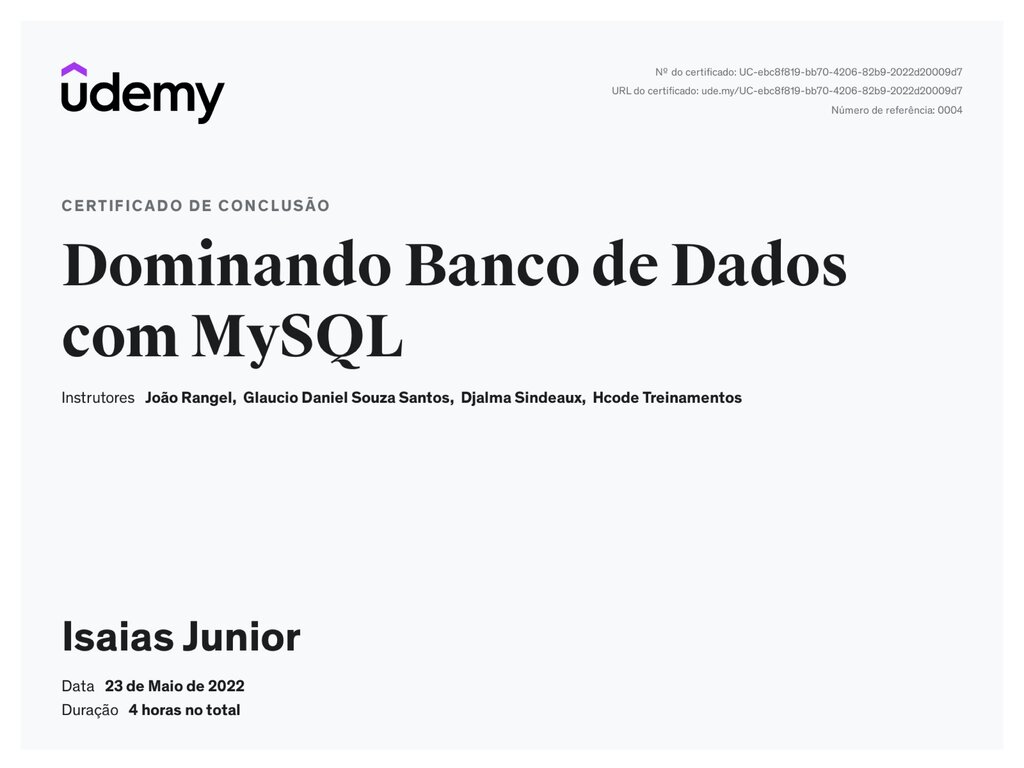 udemy
Nº do certificado: UC-ebc8f819-bb70-4206-82b9-2022d20009d7
URL do certificado: ude.my/UC-ebc8f819-bb70-4206-82b9-2022d20009d7
Número de referência: 0004
CERTIFICADO DE CONCLUSÃO
Dominando Banco de Dados
com MySQL
Instrutores João Rangel, Glaucio Daniel Souza Santos, Djalma Sindeaux, Hcode Treinamentos
Isaias Junior
Data 23 de Maio de 2022
Duração 4 horas no total